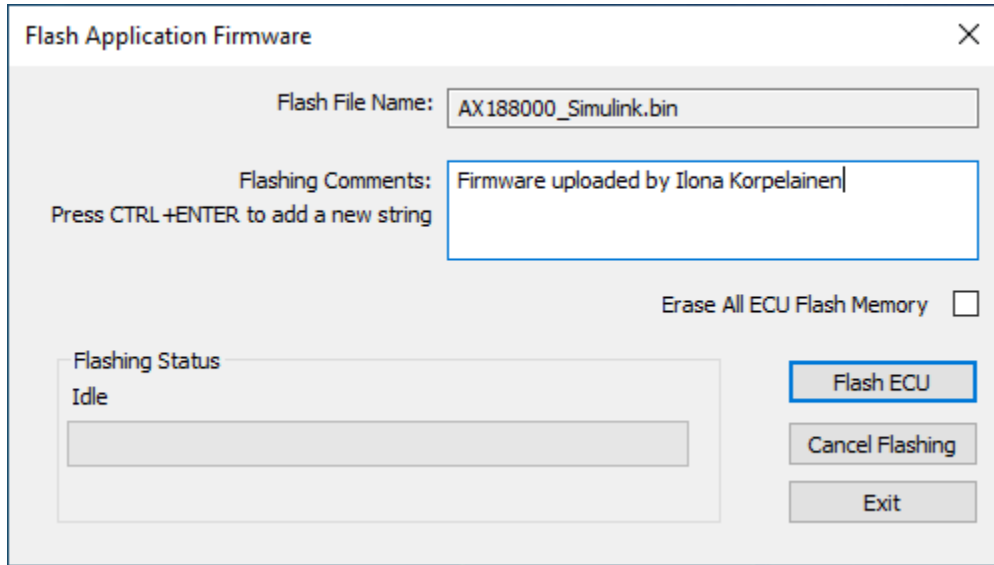 Flash Application Firmware
Flash File Name:
AX188000_Simulink.bin
Flashing Comments:
Firmware uploaded by Ilona Korpelainen
Press CTRL+ENTER to add a new string
Erase All ECU Flash Memory
Flashing Status
Idle
Flash ECU
Cancel Flashing
Exit